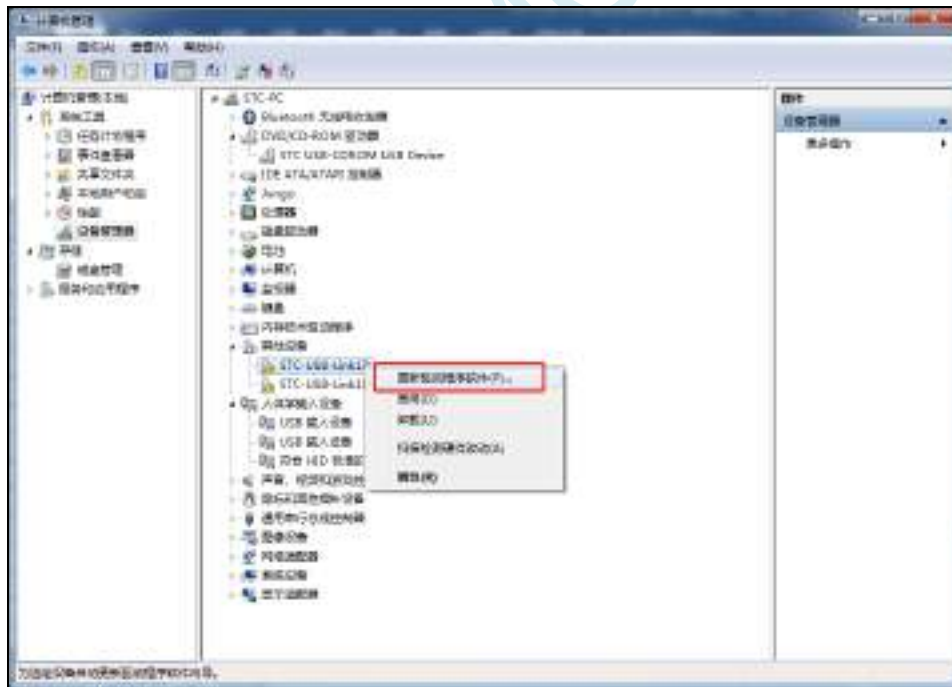 计算机管理
文件(F) 操作(A) 查看(V) 帮助(H)
计算机管理(本地)
系统工具
任务计划程序
事件查看器
共享文件夹
本地用户和组
性能
设备管理器
存储
磁盘管理
服务和应用程序
STC-PC
Bluetooth 无线电收发器
DVD/CD-ROM 驱动器
STC USB-CDROM USB Device
IDE ATA/ATAPI 控制器
Jungo
处理器
磁盘驱动器
电池
计算机
监视器
键盘
内存技术驱动程序
其他设备
STC-USB-Link1
STC-USB-Link1
人体学输入设备
USB 输入设备
USB 输入设备
符合 HID 标准的
声音、视频和游戏控
鼠标和其他指针设备
通用串行总线控制器
图像设备
网络适配器
系统设备
显示适配器
更新驱动程序软件(P)...
禁用(D)
卸载(U)
扫描检测硬件改动(A)
属性(R)
操作
设备管理器
更多操作
为所选设备启动更新驱动程序软件向导。